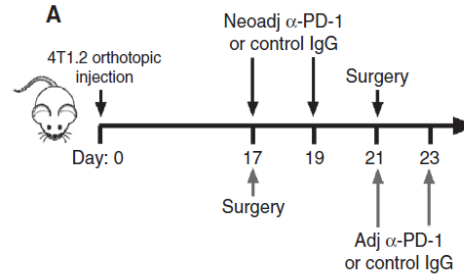 A
4T1.2 orthotopic
injection
Neoadj α-PD-1
or control IgG
Surgery
Day: 0
17
19
21
23
Surgery
Adj α-PD-1
or control IgG